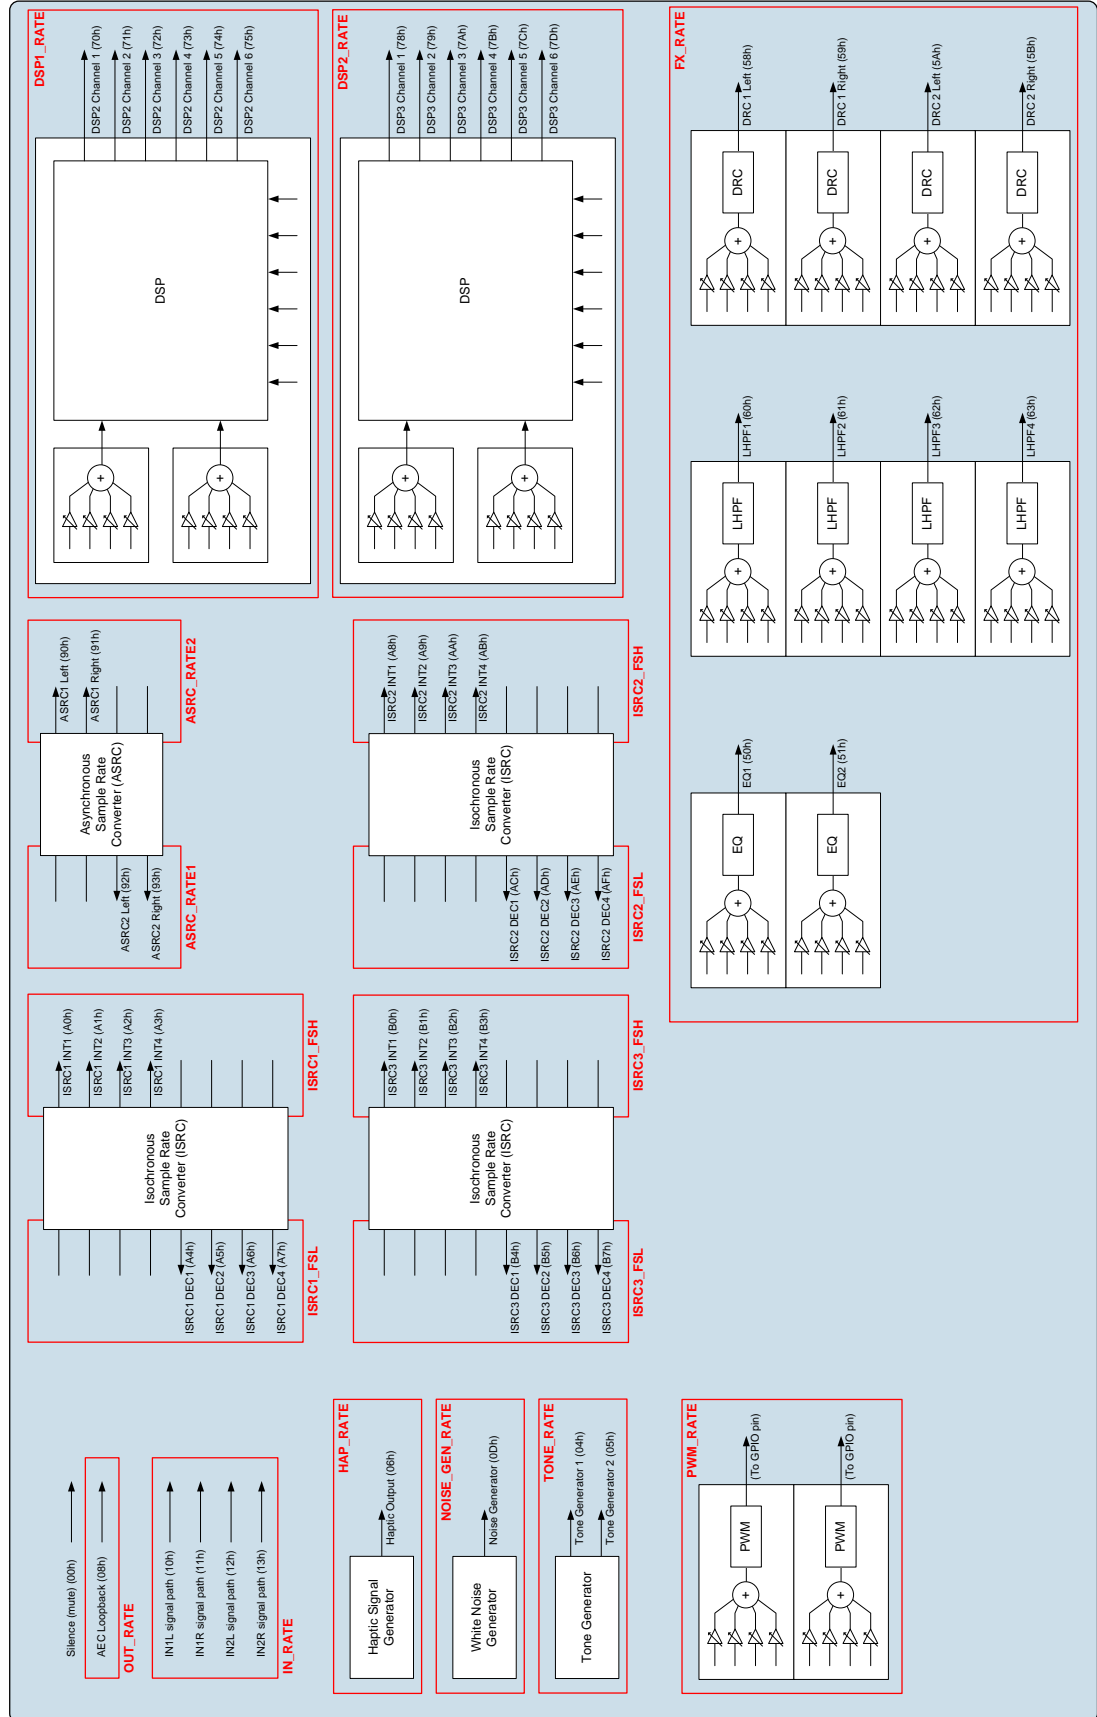 Silence (mute) (00h)
AEC Loopback (08h)
OUT_RATE
IN1L signal path (10h)
IN1R signal path (11h)
IN2L signal path (12h)
IN2R signal path (13h)
IN_RATE
ISRC1 INT1 (A0h)
ISRC1 INT2 (A1h)
ISRC1 INT3 (A2h)
ISRC1 INT4 (A3h)
Isochronous
Sample Rate
Converter (ISRC)
ISRC1 DEC1 (A4h)
ISRC1 DEC2 (A5h)
ISRC1 DEC3 (A6h)
ISRC1 DEC4 (A7h)
ISRC1_FSL
ISRC1_FSH
ASRC1 Left (90h)
ASRC1 Right (91h)
Asynchronous
Sample Rate
Converter (ASRC)
ASRC2 Left (92h)
ASRC2 Right (93h)
ASRC_RATE1
ASRC_RATE2
DSP1_RATE
DSP
DSP2 Channel 1 (70h)
DSP2 Channel 2 (71h)
DSP2 Channel 3 (72h)
DSP2 Channel 4 (73h)
DSP2 Channel 5 (74h)
DSP2 Channel 6 (75h)
+
+
HAP_RATE
Haptic Signal
Generator
Haptic Output (06h)
NOISE_GEN_RATE
White Noise
Generator
Noise Generator (0Dh)
TONE_RATE
Tone Generator
Tone Generator 1 (04h)
Tone Generator 2 (05h)
ISRC3 INT1 (B0h)
ISRC3 INT2 (B1h)
ISRC3 INT3 (B2h)
ISRC3 INT4 (B3h)
Isochronous
Sample Rate
Converter (ISRC)
ISRC3 DEC1 (B4h)
ISRC3 DEC2 (B5h)
ISRC3 DEC3 (B6h)
ISRC3 DEC4 (B7h)
ISRC3_FSL
ISRC3_FSH
ISRC2 INT1 (A8h)
ISRC2 INT2 (A9h)
ISRC2 INT3 (AAh)
ISRC2 INT4 (ABh)
Isochronous
Sample Rate
Converter (ISRC)
ISRC2 DEC1 (ACh)
ISRC2 DEC2 (ADh)
ISRC2 DEC3 (AEh)
ISRC2 DEC4 (AFh)
ISRC2_FSL
ISRC2_FSH
DSP2_RATE
DSP
DSP3 Channel 1 (78h)
DSP3 Channel 2 (79h)
DSP3 Channel 3 (7Ah)
DSP3 Channel 4 (7Bh)
DSP3 Channel 5 (7Ch)
DSP3 Channel 6 (7Dh)
+
+
PWM_RATE
+
PWM
(To GPIO pin)
+
PWM
(To GPIO pin)
FX_RATE
+
EQ
EQ1 (50h)
+
EQ
EQ2 (51h)
+
LHPF
LHPF1 (60h)
+
LHPF
LHPF2 (61h)
+
LHPF
LHPF3 (62h)
+
LHPF
LHPF4 (63h)
+
DRC
DRC 1 Left (58h)
+
DRC
DRC 1 Right (59h)
+
DRC
DRC 2 Left (5Ah)
+
DRC
DRC 2 Right (5Bh)